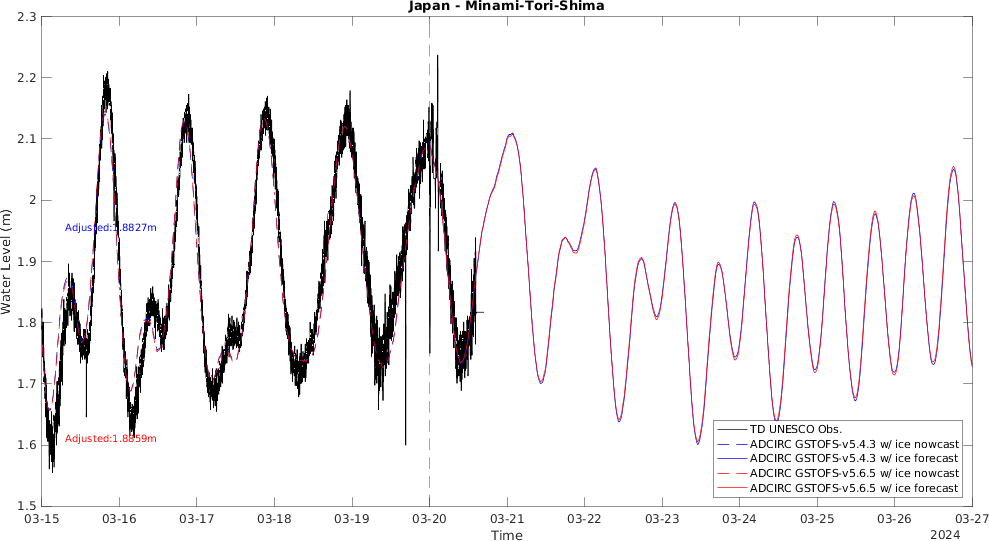 Japan - Minami-Tori-Shima
Water Level (m)
2.3
2.2
2.1
2
1.9
1.8
1.7
1.6
1.5
Adjusted:1.8827m
Adjusted:1.8859m
TD UNESCO Obs.
ADCIRC GSTOFS-v5.4.3 w/ ice nowcast
ADCIRC GSTOFS-v5.4.3 w/ ice forecast
ADCIRC GSTOFS-v5.6.5 w/ ice nowcast
ADCIRC GSTOFS-v5.6.5 w/ ice forecast
03-15 03-16 03-17 03-18 03-19 03-20 03-21 03-22 03-23 03-24 03-25 03-26 03-27
Time
2024